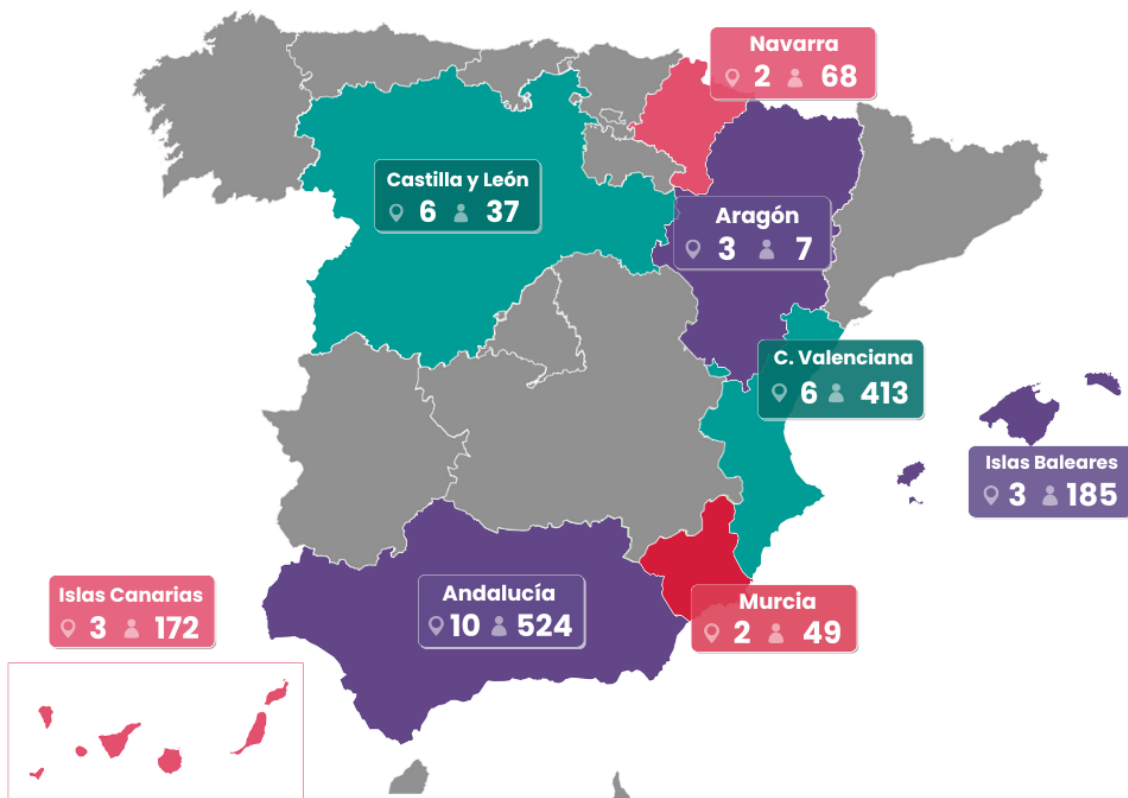 Navarra
2 68
Castilla y León
6 37
Aragón
3 7
C. Valenciana
6 413
Islas Baleares
3 185
Islas Canarias
3 172
Andalucía
10 524
Murcia
2 49